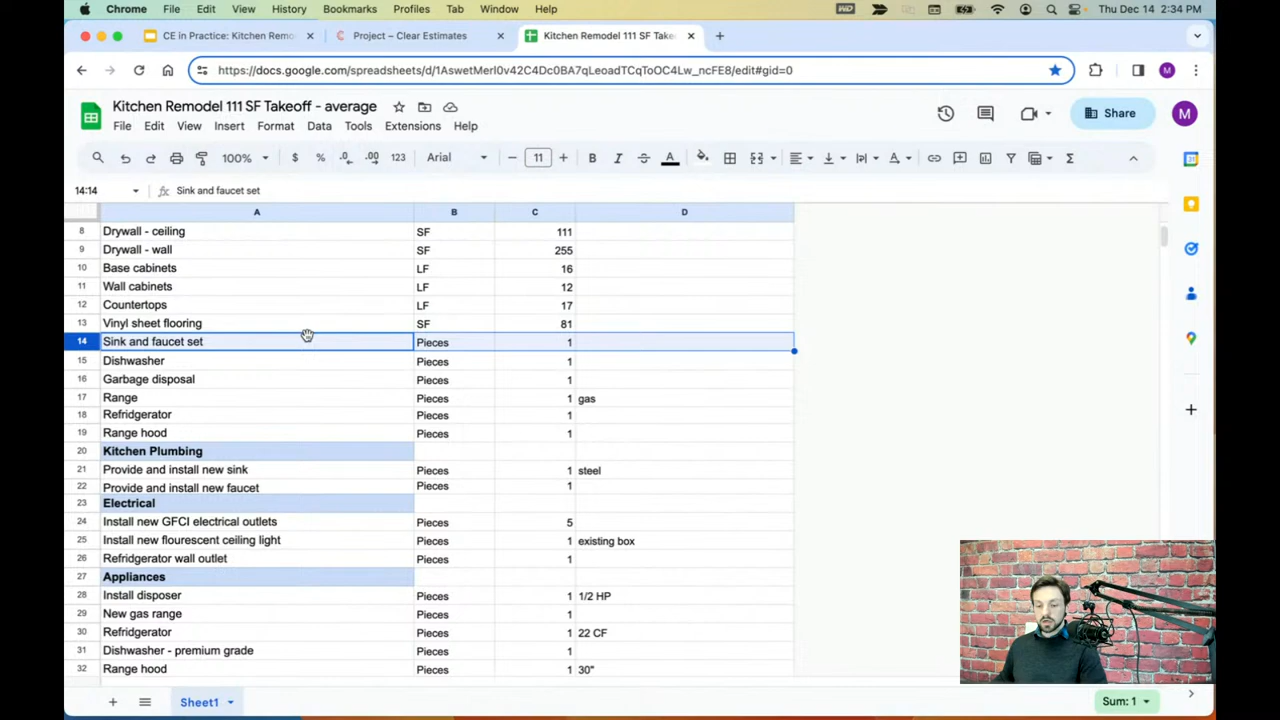 Chrome File Edit View History Bookmarks Profiles Tab Window Help Thu Dec 14 2:34 PM
CE in Practice: Kitchen Remo Project – Clear Estimates Kitchen Remodel 111 SF Take
https://docs.google.com/spreadsheets/d/1AswetMerl0v42C4Dc0BA7qLeoadTCqToOC4Lw_ncFE8/edit#gid=0 M
Kitchen Remodel 111 SF Takeoff - average Share M
File Edit View Insert Format Data Tools Extensions Help
100% $ % .0 .00 123 Arial 11 B I A A
14:14 fx Sink and faucet set
A B C D
8 Drywall - ceiling SF 111
9 Drywall - wall SF 255
10 Base cabinets LF 16
11 Wall cabinets LF 12
12 Countertops LF 17
13 Vinyl sheet flooring SF 81
14 Sink and faucet set Pieces 1
15 Dishwasher Pieces 1
16 Garbage disposal Pieces 1
17 Range Pieces 1 gas
18 Refridgerator Pieces 1
19 Range hood Pieces 1
20 Kitchen Plumbing
21 Provide and install new sink Pieces 1 steel
22 Provide and install new faucet Pieces 1
23 Electrical
24 Install new GFCI electrical outlets Pieces 5
25 Install new flourescent ceiling light Pieces 1 existing box
26 Refridgerator wall outlet Pieces 1
27 Appliances
28 Install disposer Pieces 1 1/2 HP
29 New gas range Pieces 1
30 Refridgerator Pieces 1 22 CF
31 Dishwasher - premium grade Pieces 1
32 Range hood Pieces 1 30"
Sheet1 Sum: 1